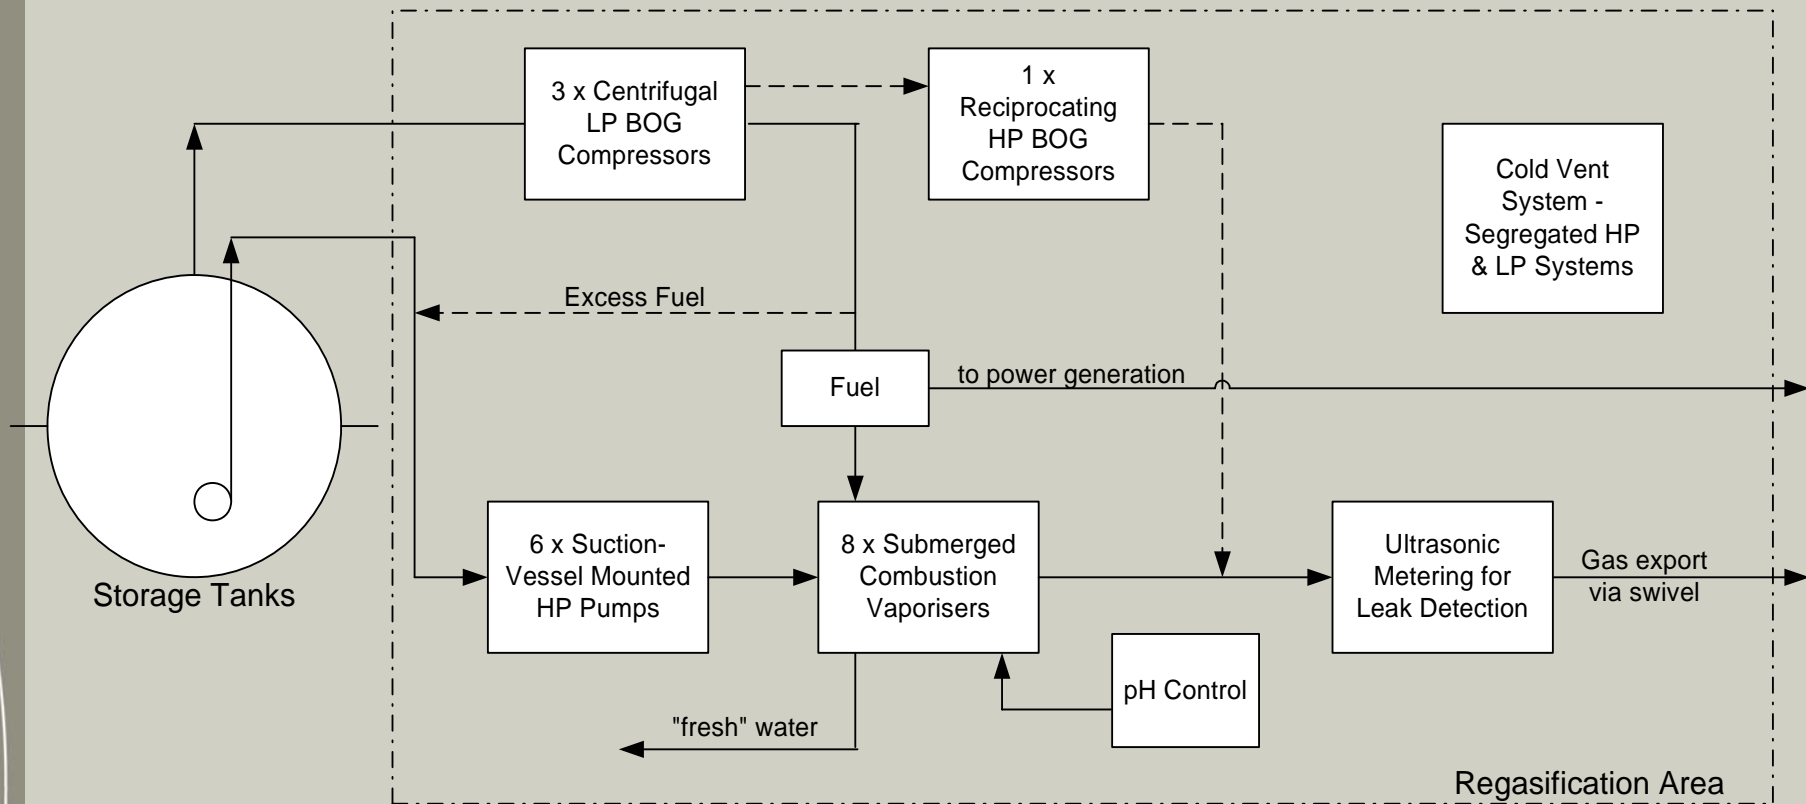 3 x Centrifugal
LP BOG
Compressors
1 x
Reciprocating
HP BOG
Compressors
Cold Vent
System -
Segregated HP
& LP Systems
Excess Fuel
Fuel
to power generation
Storage Tanks
6 x Suction-
Vessel Mounted
HP Pumps
8 x Submerged
Combustion
Vaporisers
Ultrasonic
Metering for
Leak Detection
Gas export
via swivel
pH Control
"fresh" water
Regasification Area